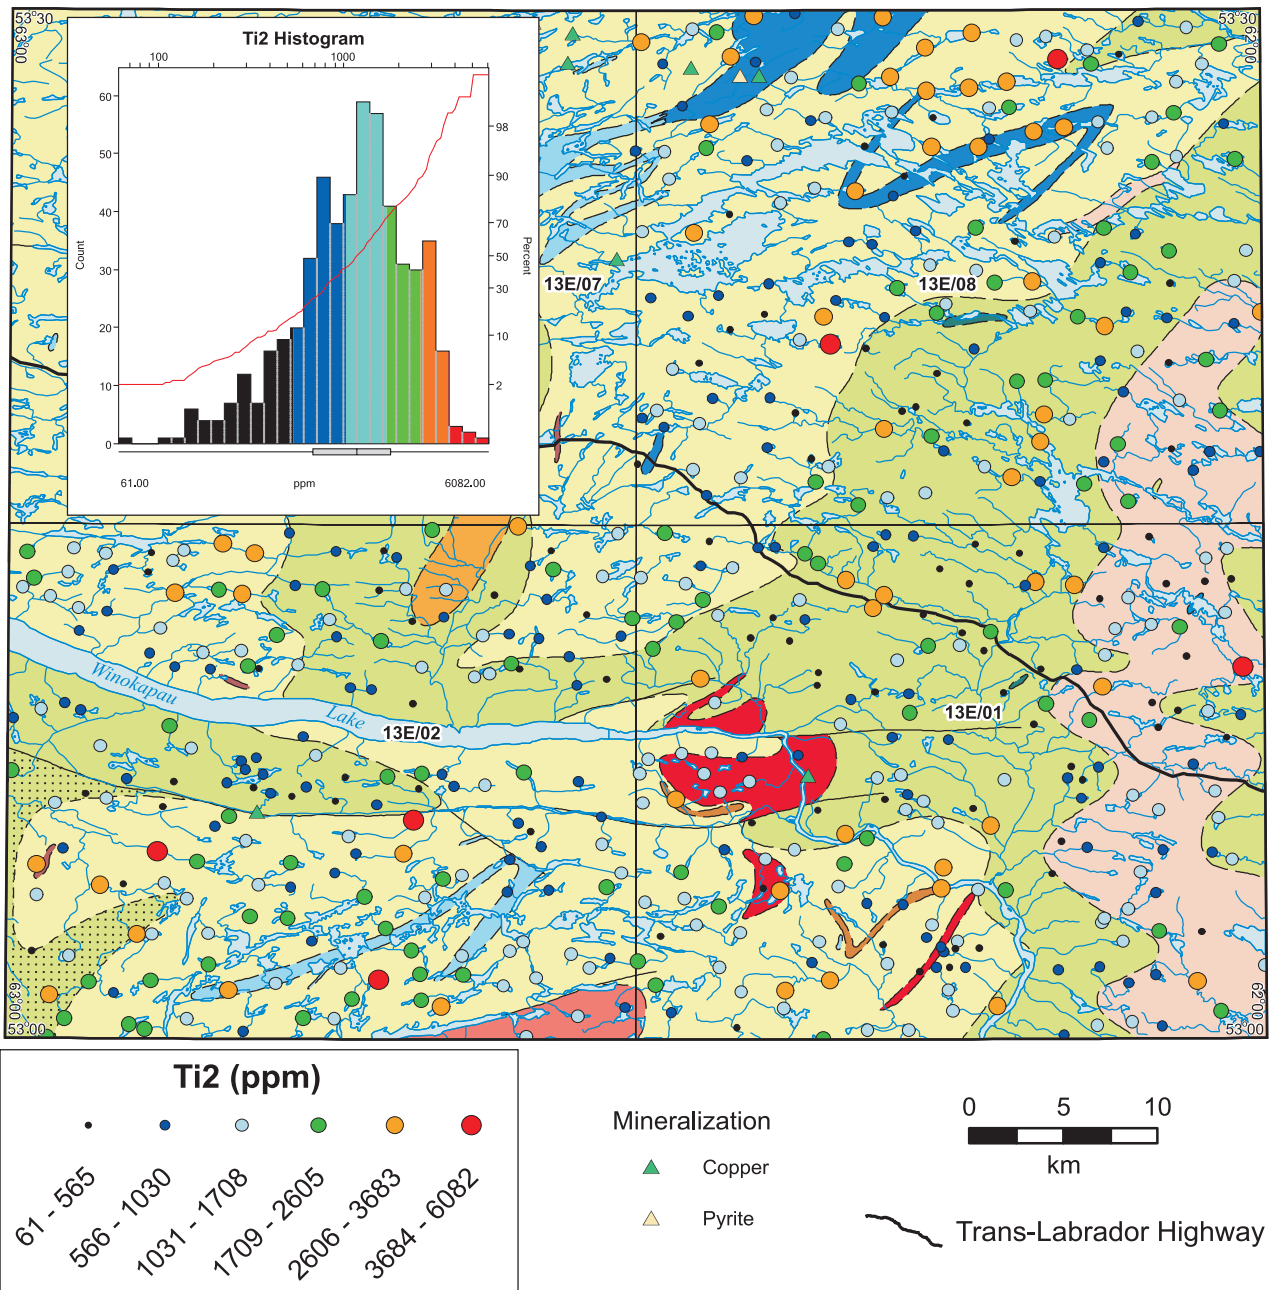 53°30'
63°00'
53°30
62°00'
Ti2 Histogram
100
1000
60
50
40
30
20
10
0
Count
98
90
70
50
30
10
2
Percent
61.00
ppm
6082.00
13E/07
13E/08
Winokapau
Lake
13E/02
13E/01
63°00'
53°00'
62°00'
53°00'
Ti2 (ppm)
61 - 565
566 - 1030
1031 - 1708
1709 - 2605
2606 - 3683
3684 - 6082
Mineralization
Copper
Pyrite
0
5
10
km
Trans-Labrador Highway